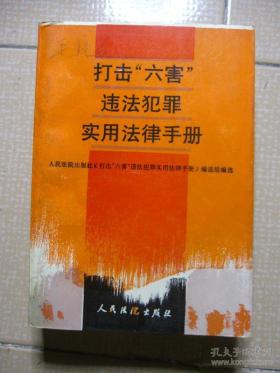 打击“六害”
违法犯罪
实用法律手册
人民法院出版社《打击“六害”违法犯罪实用法律手册》编选组编选
人民法院出版社
孔夫子旧书网